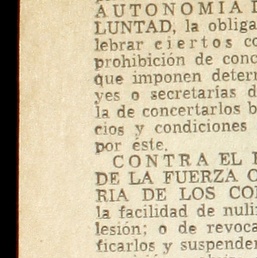 AUTONOMIA D
LUNTAD, la obliga
lebrar ciertos co
prohibición de conc
que imponen deter
yes o secretarías d
la de concertarlos b
cios y condiciones
por éste.
CONTRA EL
DE LA FUERZA O
RIA DE LOS CO
la facilidad de nuli
lesión; o de revoca
ficarlos y suspender